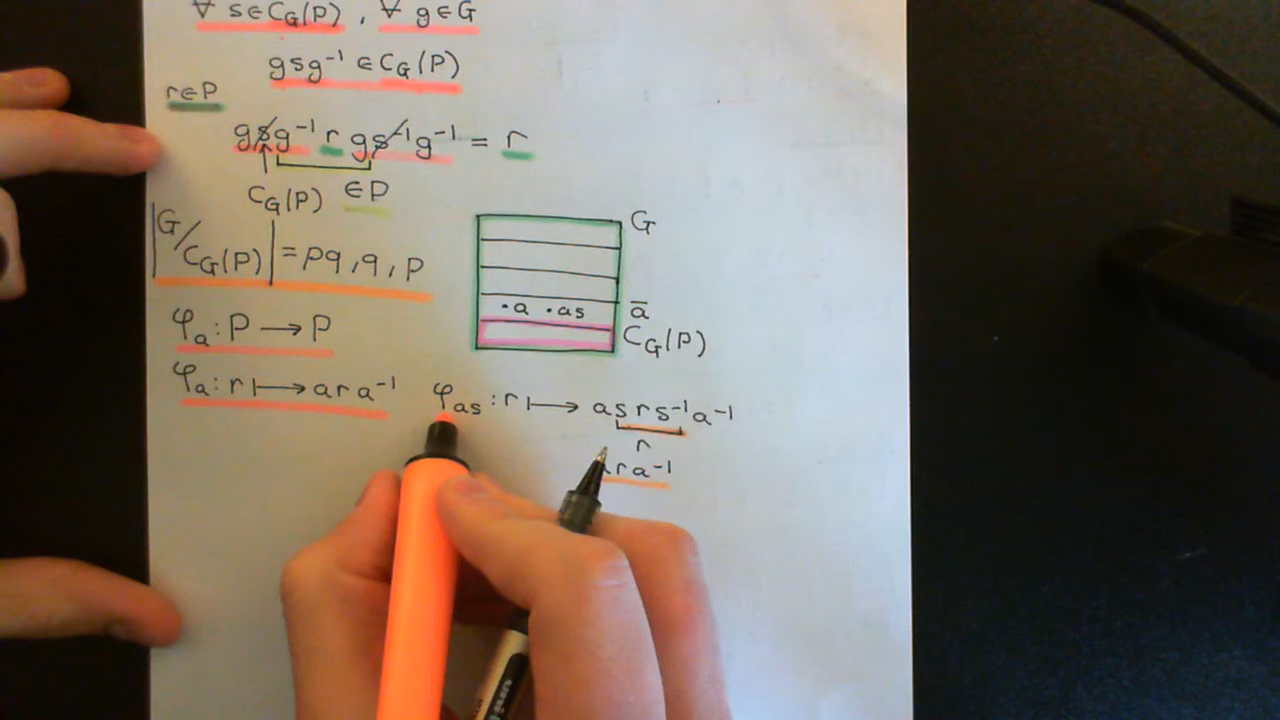 ∀ s∈C_G(P), ∀ g∈G
gsg⁻¹ ∈ C_G(P)
r∈P
gsg⁻¹ r gs⁻¹g⁻¹ = r
C_G(P) ∈P
|G/C_G(P)| = pq, q, p
G
·a ·as
ā
C_G(P)
φ_a : P ⟶ P
φ_a : r ⟼ ara⁻¹
φ_as : r ⟼ asrs⁻¹a⁻¹
r
ra⁻¹